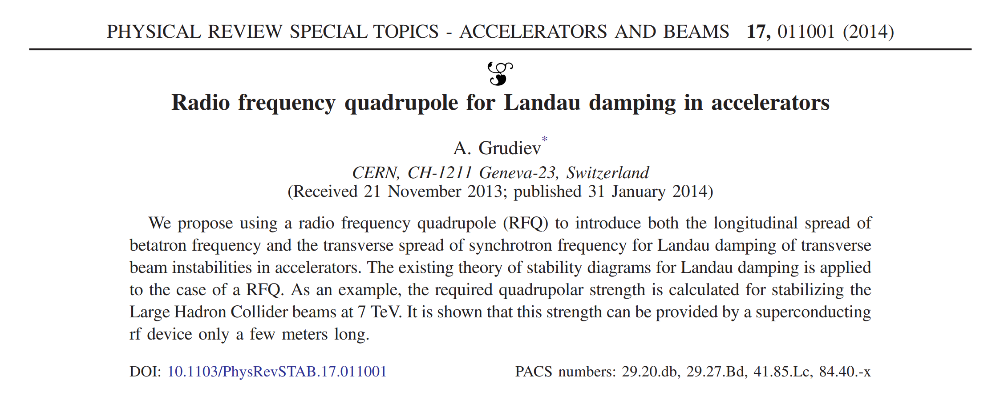 PHYSICAL REVIEW SPECIAL TOPICS - ACCELERATORS AND BEAMS 17, 011001 (2014)
Radio frequency quadrupole for Landau damping in accelerators
A. Grudiev*
CERN, CH-1211 Geneva-23, Switzerland
(Received 21 November 2013; published 31 January 2014)
We propose using a radio frequency quadrupole (RFQ) to introduce both the longitudinal spread of
betatron frequency and the transverse spread of synchrotron frequency for Landau damping of transverse
beam instabilities in accelerators. The existing theory of stability diagrams for Landau damping is applied
to the case of a RFQ. As an example, the required quadrupolar strength is calculated for stabilizing the
Large Hadron Collider beams at 7 TeV. It is shown that this strength can be provided by a superconducting
rf device only a few meters long.
DOI: 10.1103/PhysRevSTAB.17.011001 PACS numbers: 29.20.db, 29.27.Bd, 41.85.Lc, 84.40.-x